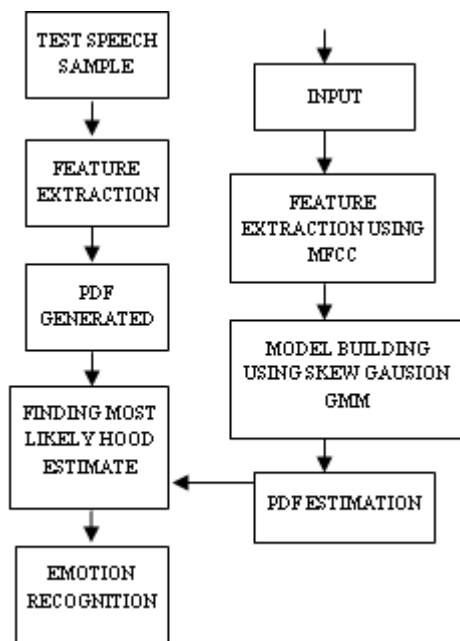 TEST SPEECH
SAMPLE
FEATURE
EXTRACTION
PDF
GENERATED
FINDING MOST
LIKELY HOOD
ESTIMATE
EMOTION
RECOGNITION
INPUT
FEATURE
EXTRACTION USING
MFCC
MODEL BUILDING
USING SKEW GAUSION
GMM
PDF ESTIMATION